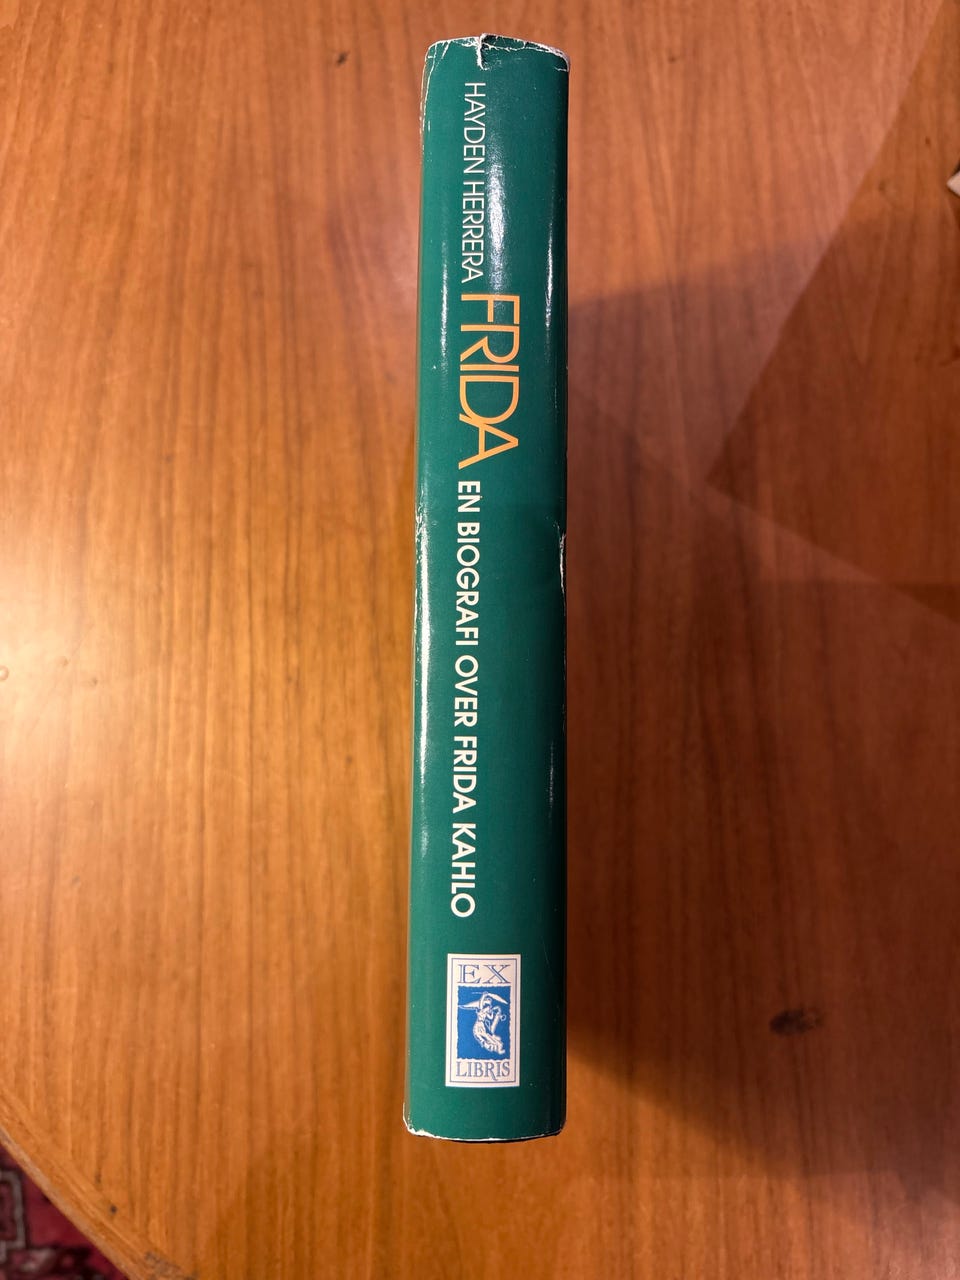 HAYDEN HERRERA
FRIDA
EN BIOGRAFI OVER FRIDA KAHLO
EX
LIBRIS